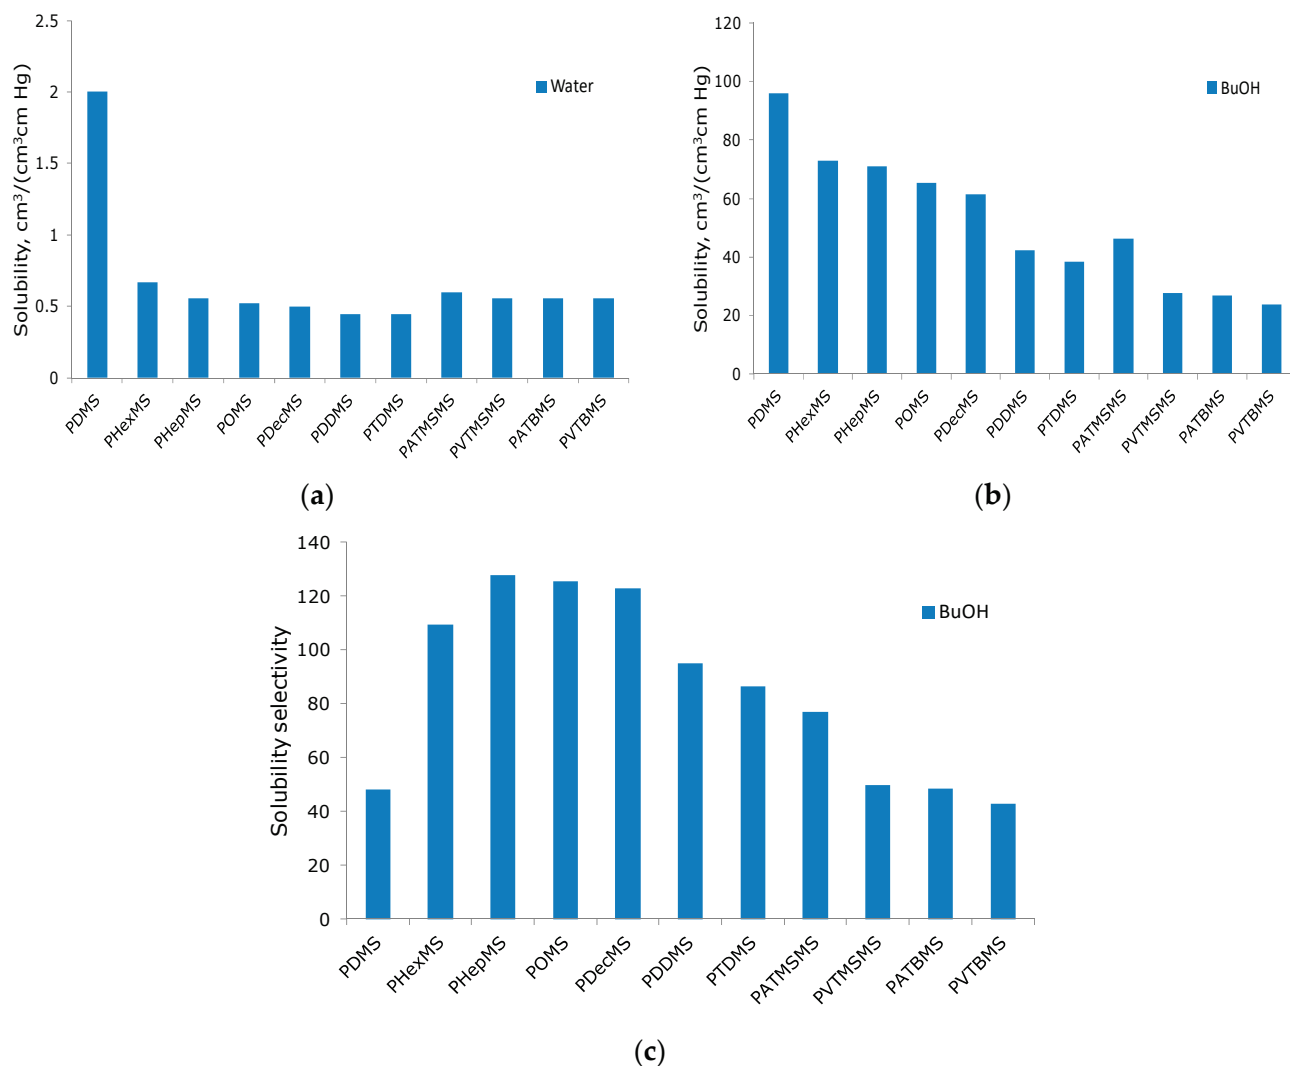 Solubility, cm³/(cm³cm Hg)
2.5
2
1.5
1
0.5
0
Water
PDMS
PHexMS
PHepMS
POMS
PDecMS
PDDMS
PTDMS
PATMSMS
PVTMSMS
PATBMS
PVTBMS
(a)
Solubility, cm³/(cm³cm Hg)
120
100
80
60
40
20
0
BuOH
PDMS
PHexMS
PHepMS
POMS
PDecMS
PDDMS
PTDMS
PATMSMS
PVTMSMS
PATBMS
PVTBMS
(b)
Solubility selectivity
140
120
100
80
60
40
20
0
BuOH
PDMS
PHexMS
PHepMS
POMS
PDecMS
PDDMS
PTDMS
PATMSMS
PVTMSMS
PATBMS
PVTBMS
(c)